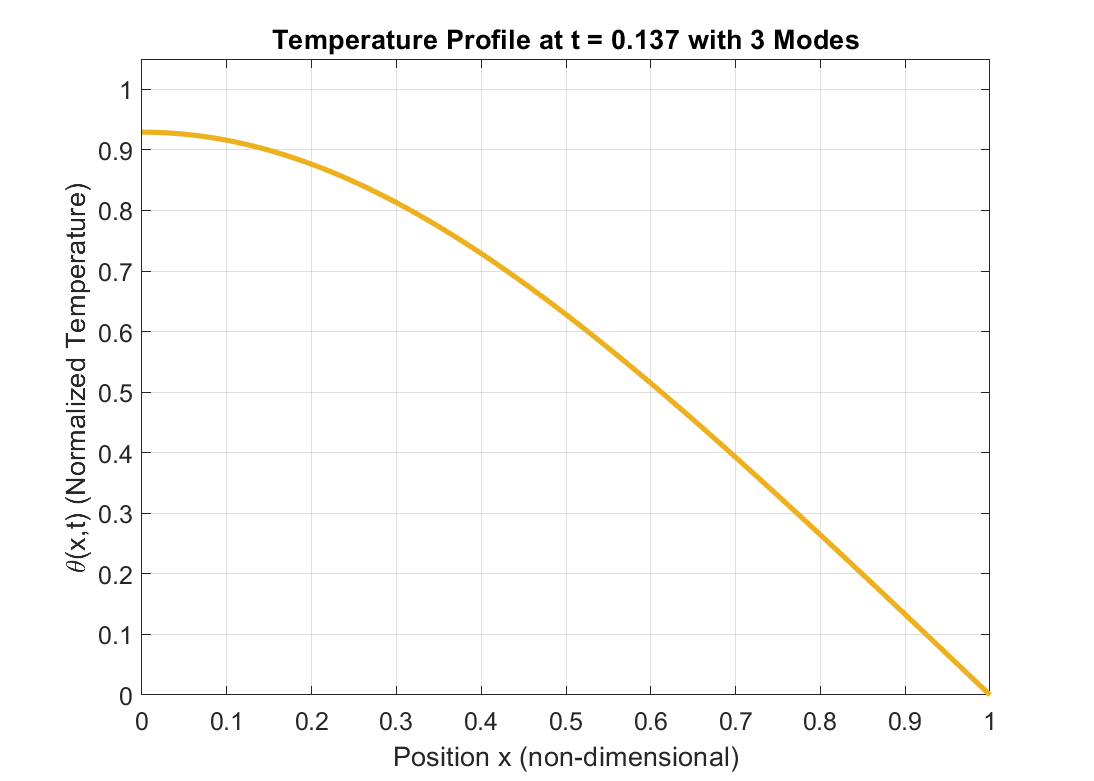 Temperature Profile at t = 0.137 with 3 Modes
θ(x,t) (Normalized Temperature)
1
0.9
0.8
0.7
0.6
0.5
0.4
0.3
0.2
0.1
0
0 0.1 0.2 0.3 0.4 0.5 0.6 0.7 0.8 0.9 1
Position x (non-dimensional)